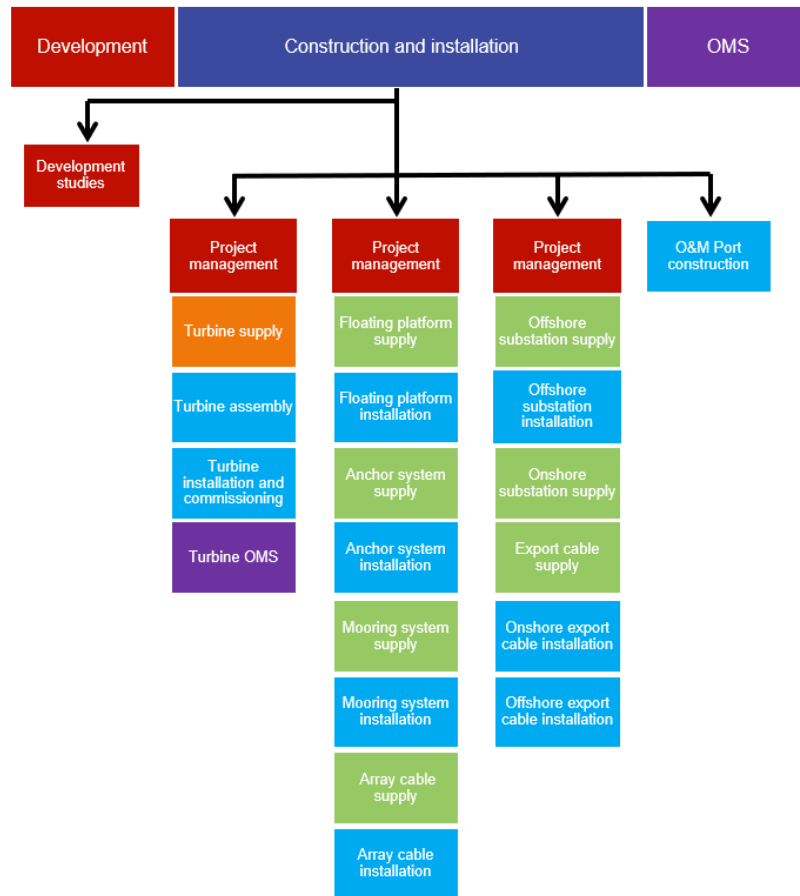 Development
Construction and installation
OMS
Development
studies
Project
management
Turbine supply
Turbine assembly
Turbine
installation and
commissioning
Turbine OMS
Project
management
Floating platform
supply
Floating platform
installation
Anchor system
supply
Anchor system
installation
Mooring system
supply
Mooring system
installation
Array cable
supply
Array cable
installation
Project
management
Offshore
substation supply
Offshore
substation
installation
Onshore
substation supply
Export cable
supply
Onshore export
cable installation
Offshore export
cable installation
O&M Port
construction